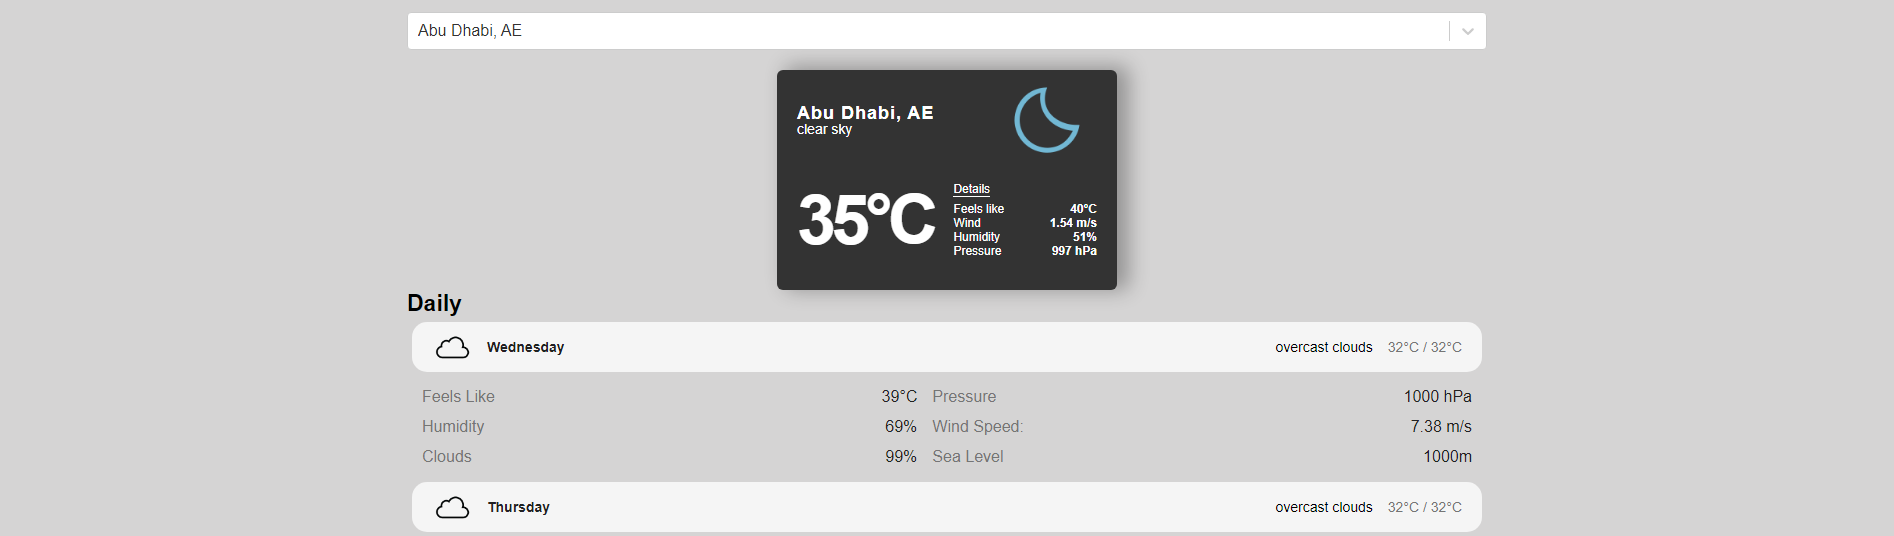 Abu Dhabi, AE
Abu Dhabi, AE
clear sky
35°C
Details
Feels like 40°C
Wind 1.54 m/s
Humidity 51%
Pressure 997 hPa
Daily
Wednesday overcast clouds 32°C / 32°C
Feels Like 39°C Pressure 1000 hPa
Humidity 69% Wind Speed: 7.38 m/s
Clouds 99% Sea Level 1000m
Thursday overcast clouds 32°C / 32°C